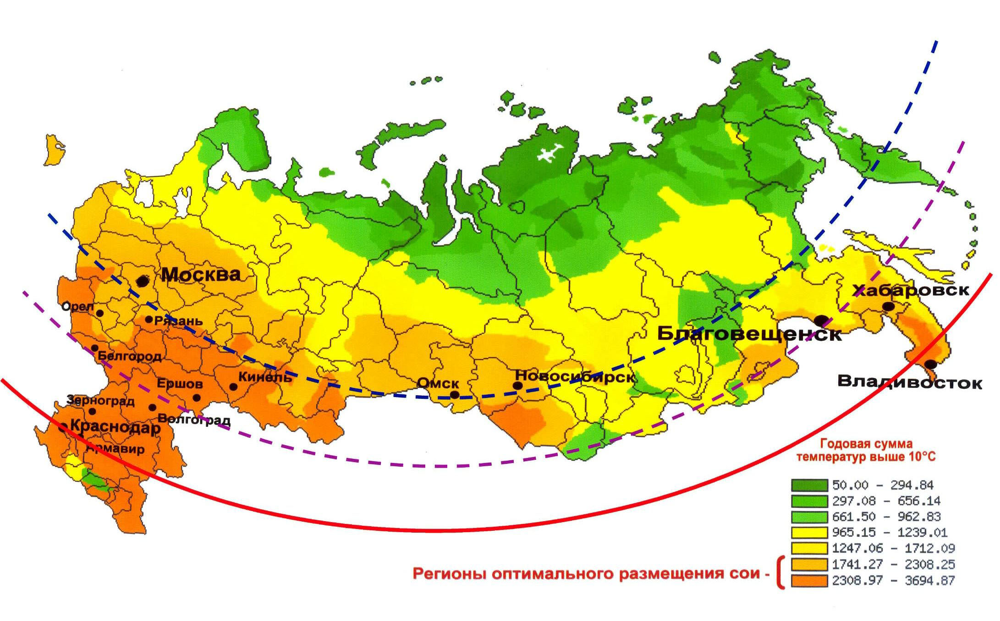 Москва
Орел
Рязань
Хабаровск
Благовещенск
Белгород
Кинель
Ершов
Омск
Новосибирск
Владивосток
Зерноград
Волгоград
Краснодар
Армавир
Годовая сумма
температур выше 10°C
50.00 - 294.84
297.08 - 656.14
661.50 - 962.83
965.15 - 1239.01
1247.06 - 1712.09
1741.27 - 2308.25
2308.97 - 3694.87
Регионы оптимального размещения сои -